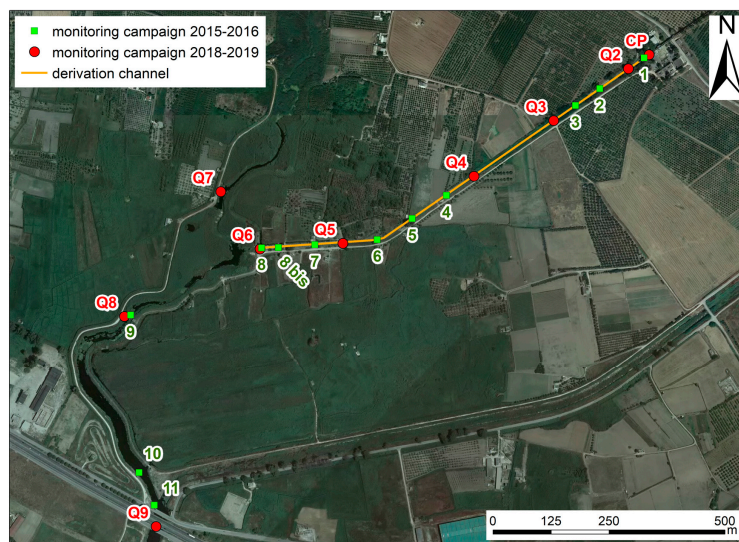 monitoring campaign 2015-2016
monitoring campaign 2018-2019
derivation channel
N
CP
Q2
1
2
Q3
3
Q4
4
Q7
5
Q6
Q5
6
8
8 bis
7
Q8
9
10
11
Q9
0 125 250 500
m